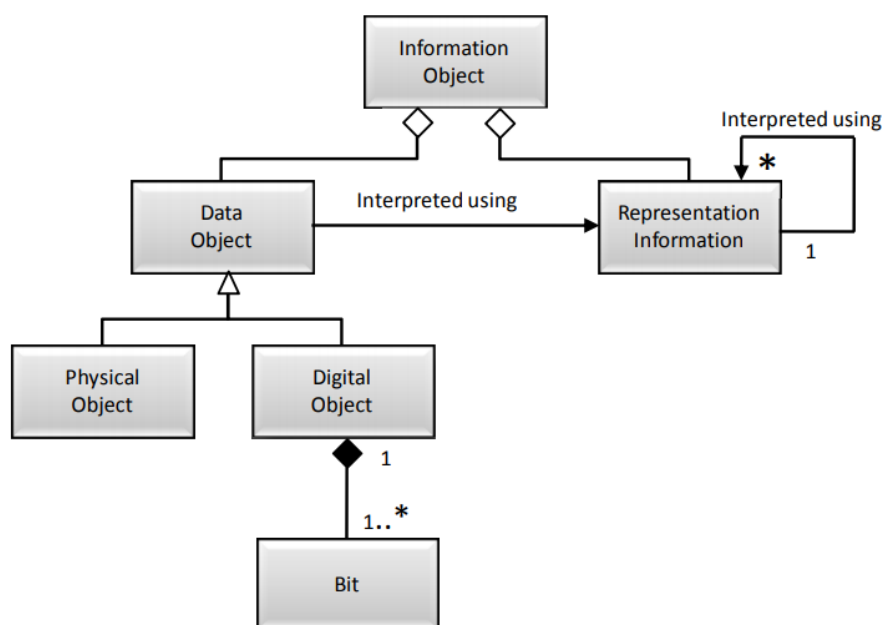 Information
Object
Interpreted using
*
Data
Object
Interpreted using
Representation
Information
1
Physical
Object
Digital
Object
1
1..*
Bit